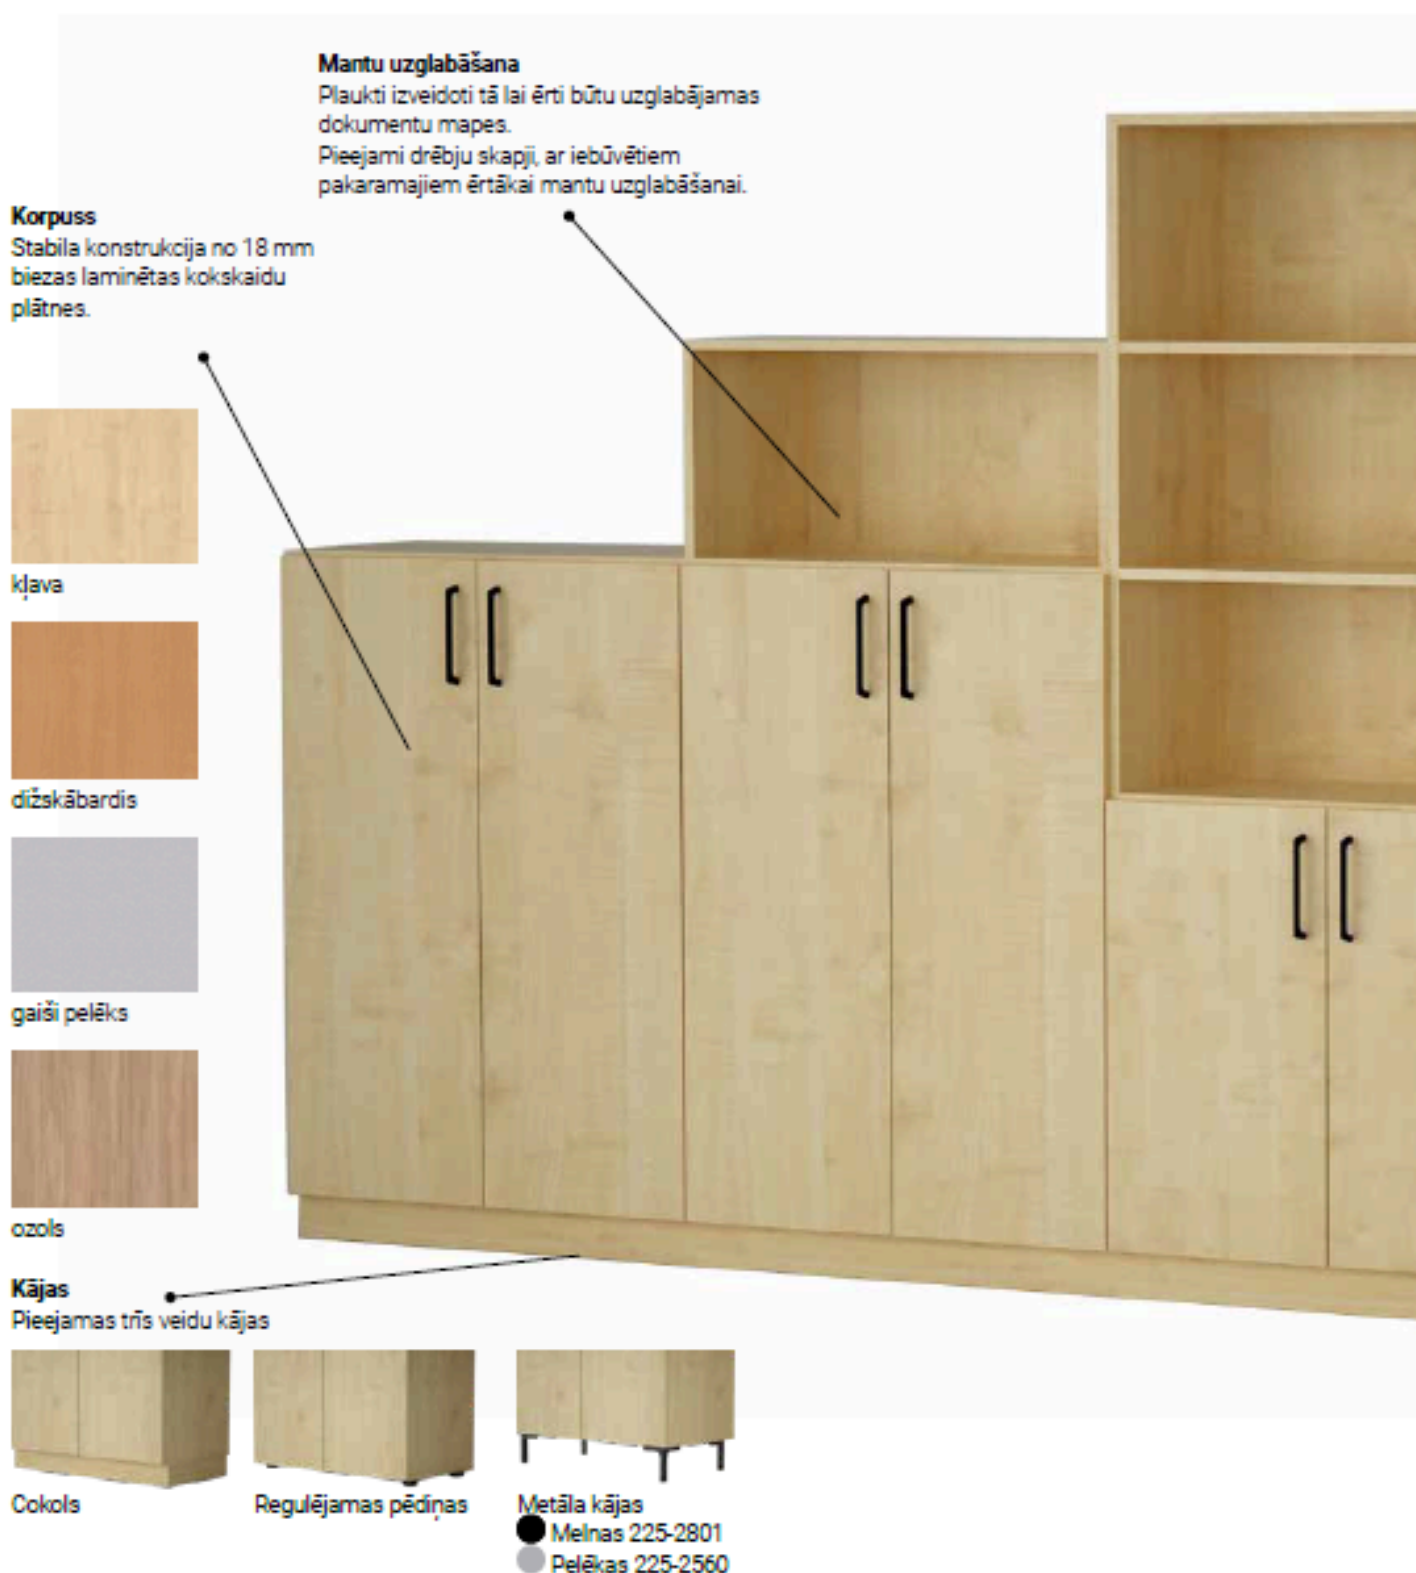 Mantu uzglabāšana
Plaukti izveidoti tā lai ērti būtu uzglabājamas
dokumentu mapes.
Pieejami drēbju skapji, ar iebūvētiem
pakaramajiem ērtākai mantu uzglabāšanai.
Korpuss
Stabila konstrukcija no 18 mm
biezas laminētas kokskaidu
plātnes.
kļava
dižskābardis
gaiši pelēks
ozols
Kājas
Pieejamas trīs veidu kājas
Cokols
Regulējamas pēdiņas
Metāla kājas
Melnas 225-2801
Pelēkas 225-2560